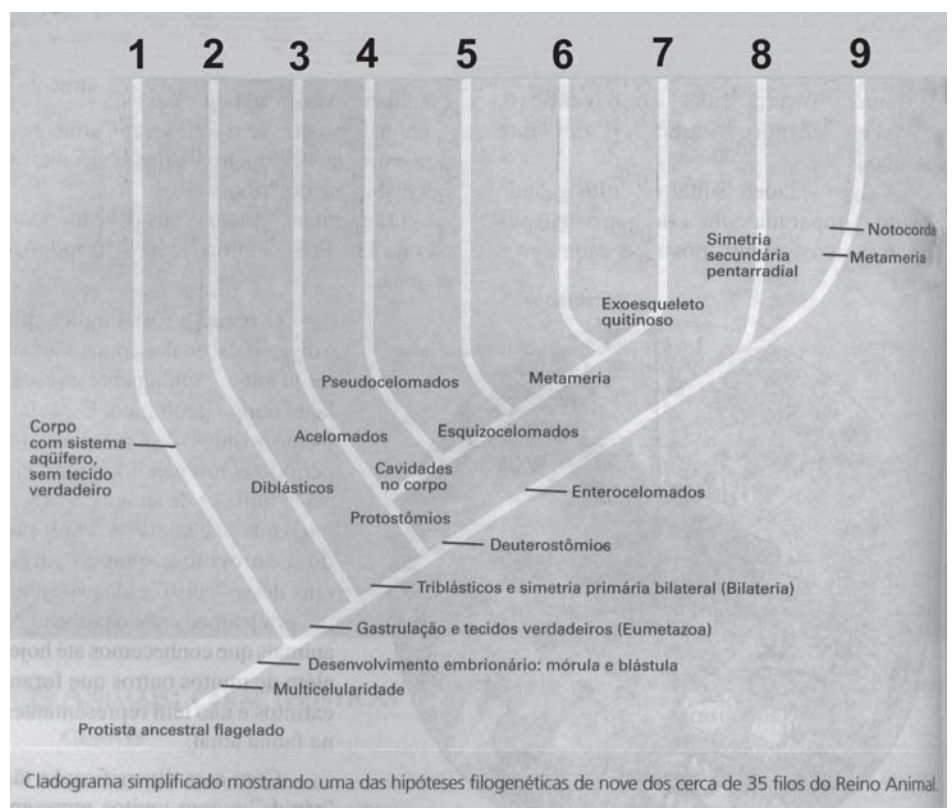 1 2 3 4 5 6 7 8 9
Notocorda
Simetria
secundária
pentarradial
Metameria
Exoesqueleto
quitinoso
Pseudocelomados
Metameria
Corpo
com sistema
aqüífero,
sem tecido
verdadeiro
Acelomados
Esquizocelomados
Diblásticos
Cavidades
no corpo
Enterocelomados
Protostômios
Deuterostômios
Triblásticos e simetria primária bilateral (Bilateria)
Gastrulação e tecidos verdadeiros (Eumetazoa)
Desenvolvimento embrionário: mórula e blástula
Multicelularidade
Protista ancestral flagelado
Cladograma simplificado mostrando uma das hipóteses filogenéticas de nove dos cerca de 35 filos do Reino Animal.